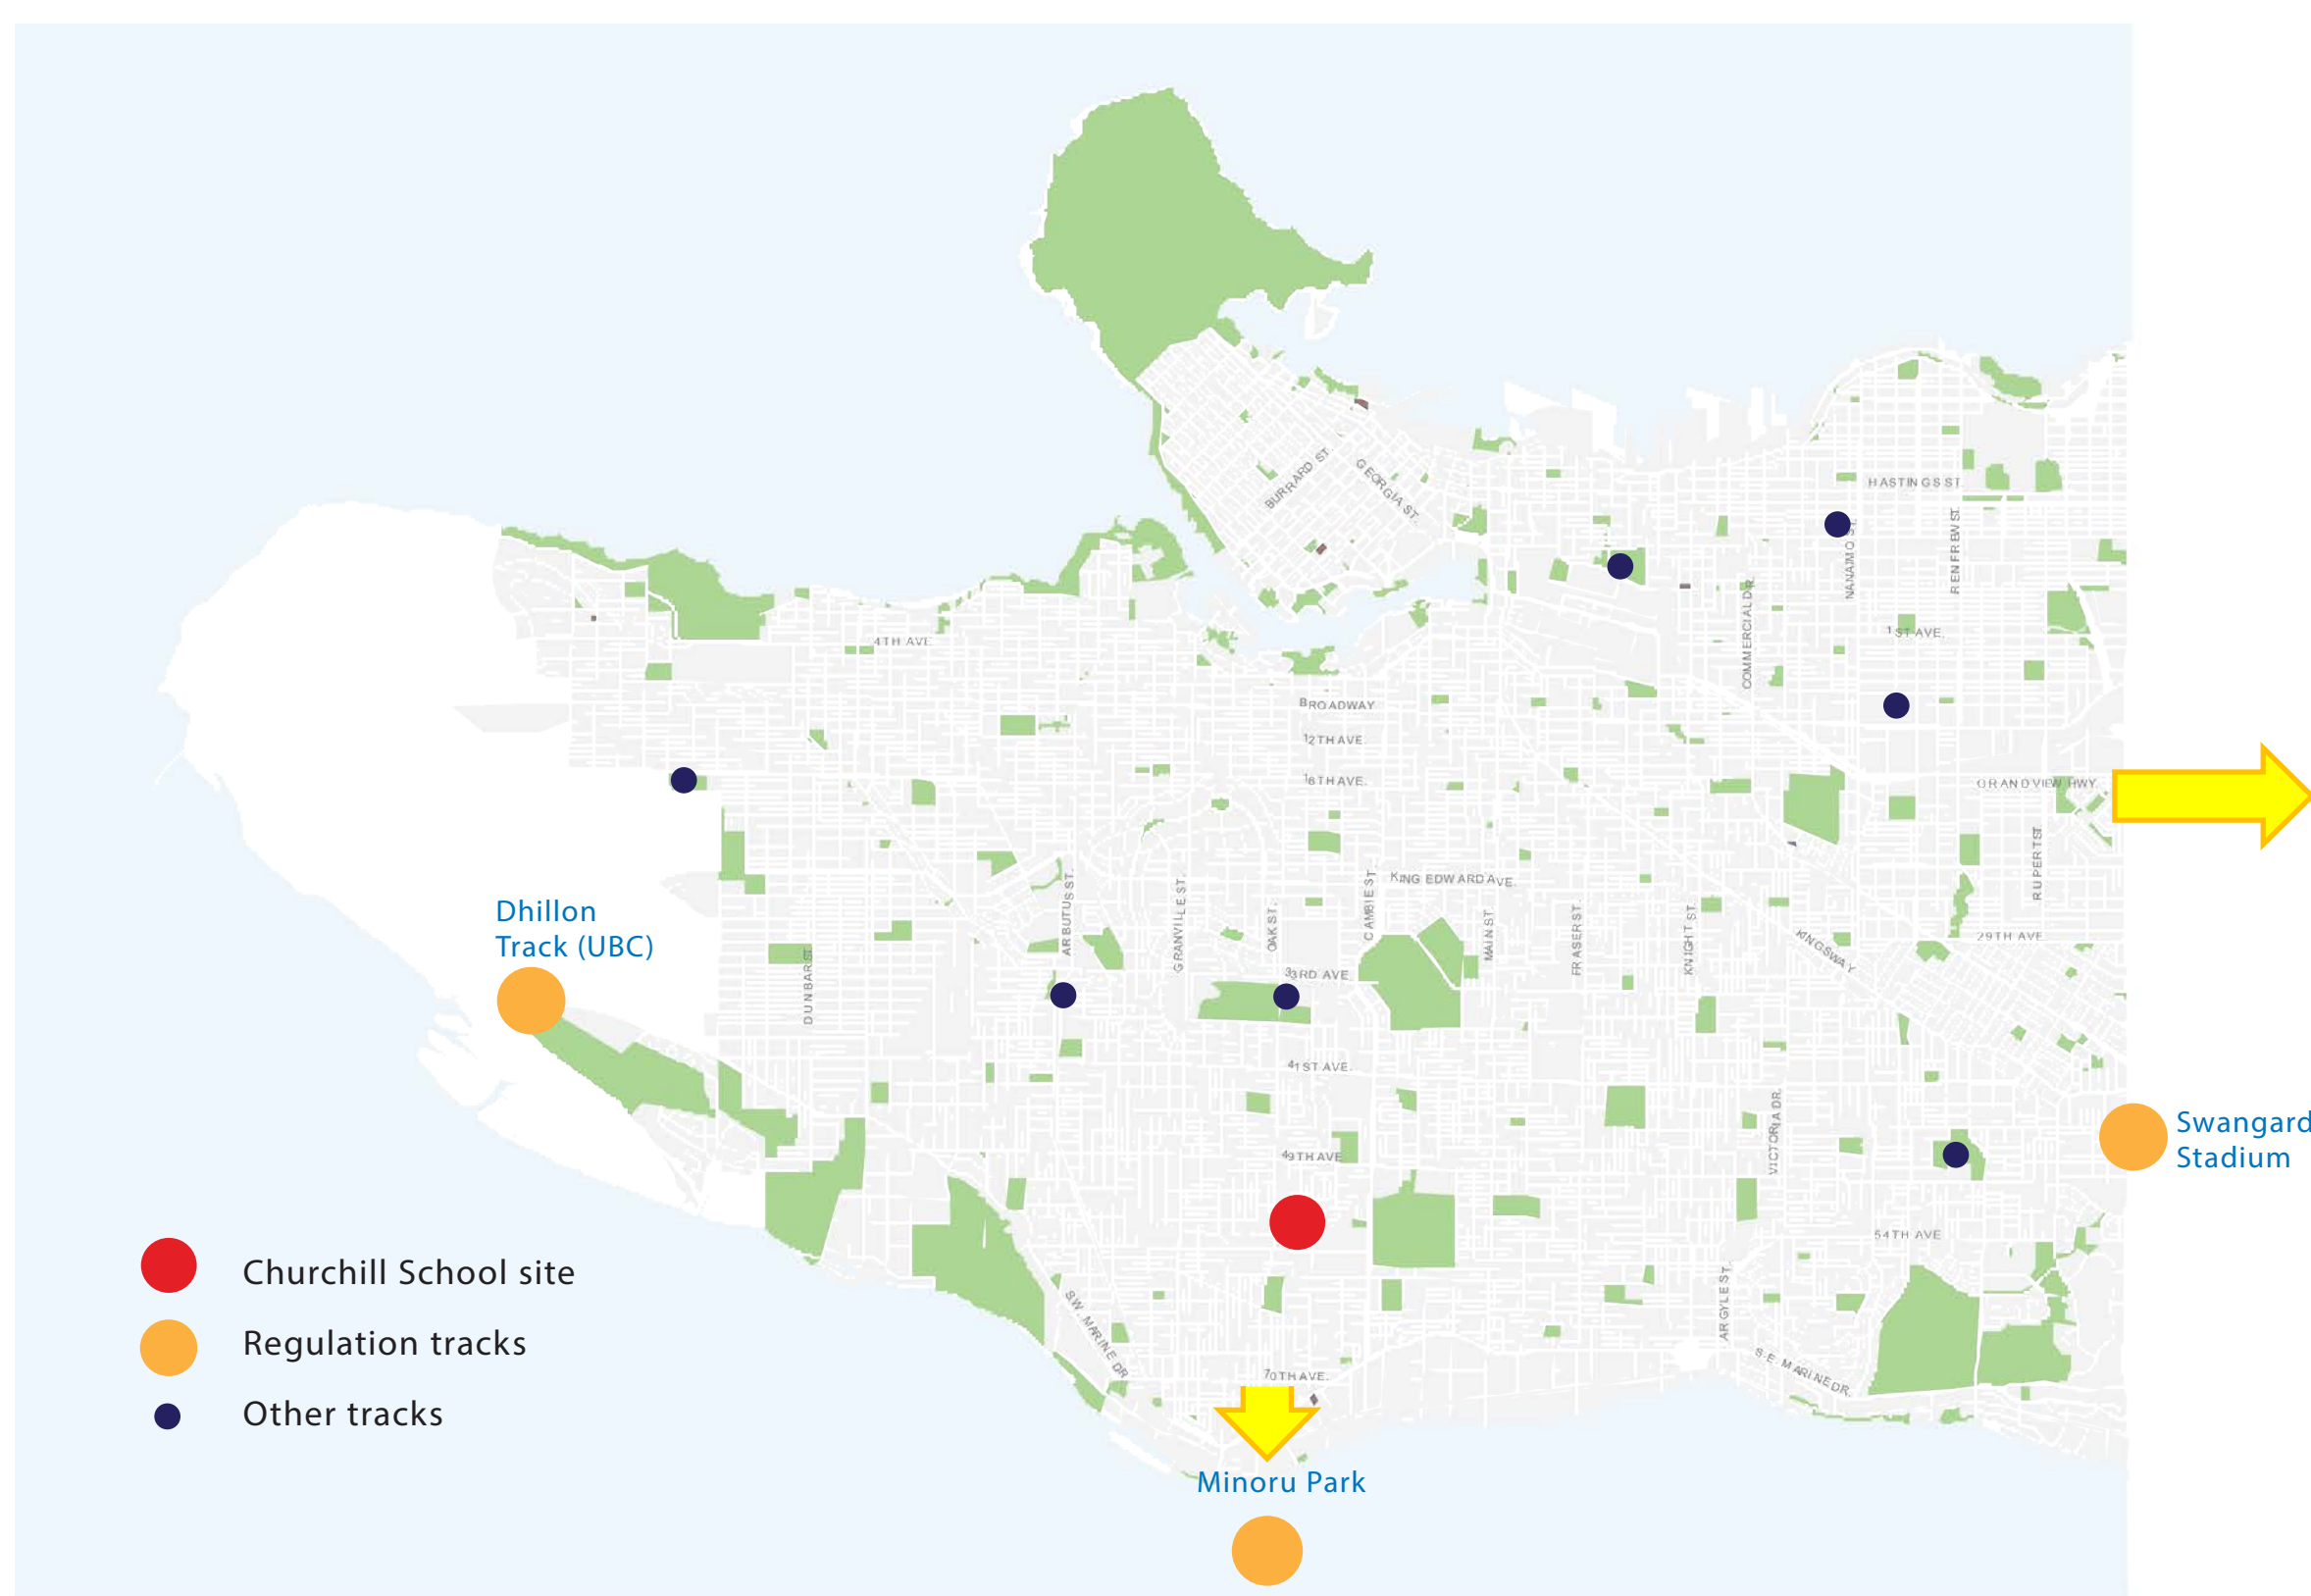 BURRARD ST.
GEORGIA ST.
HASTINGS ST.
NANAIMO ST.
RENFREW ST.
COMMERCIAL DR.
1ST AVE.
4TH AVE.
BROADWAY
12TH AVE.
16TH AVE.
GRANDVIEW HWY.
RUPERT ST.
KING EDWARD AVE.
ARBUTUS ST.
GRANVILLE ST.
OAK ST.
CAMBIE ST.
MAIN ST.
FRASER ST.
KNIGHT ST.
KINGSWAY
29TH AVE.
Dhillon
Track (UBC)
DUNBAR ST.
33RD AVE.
41ST AVE.
VICTORIA DR.
Swangard
Stadium
49TH AVE.
54TH AVE.
Churchill School site
Regulation tracks
Other tracks
S.W. MARINE DR.
ARGYLE ST.
S.E. MARINE DR.
70TH AVE.
Minoru Park